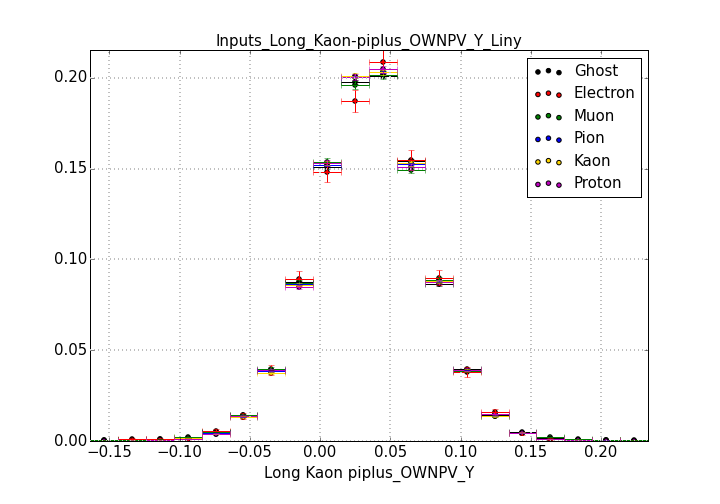 Inputs_Long_Kaon-piplus_OWNPV_Y_Liny
0.20
0.15
0.10
0.05
0.00
Ghost
Electron
Muon
Pion
Kaon
Proton
−0.15 −0.10 −0.05 0.00 0.05 0.10 0.15 0.20
Long Kaon piplus_OWNPV_Y